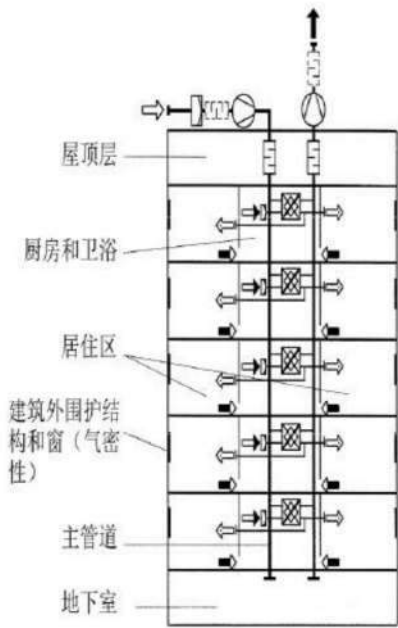 屋顶层
厨房和卫浴
居住区
建筑外围护结
构和窗（气密
性）
主管道
地下室